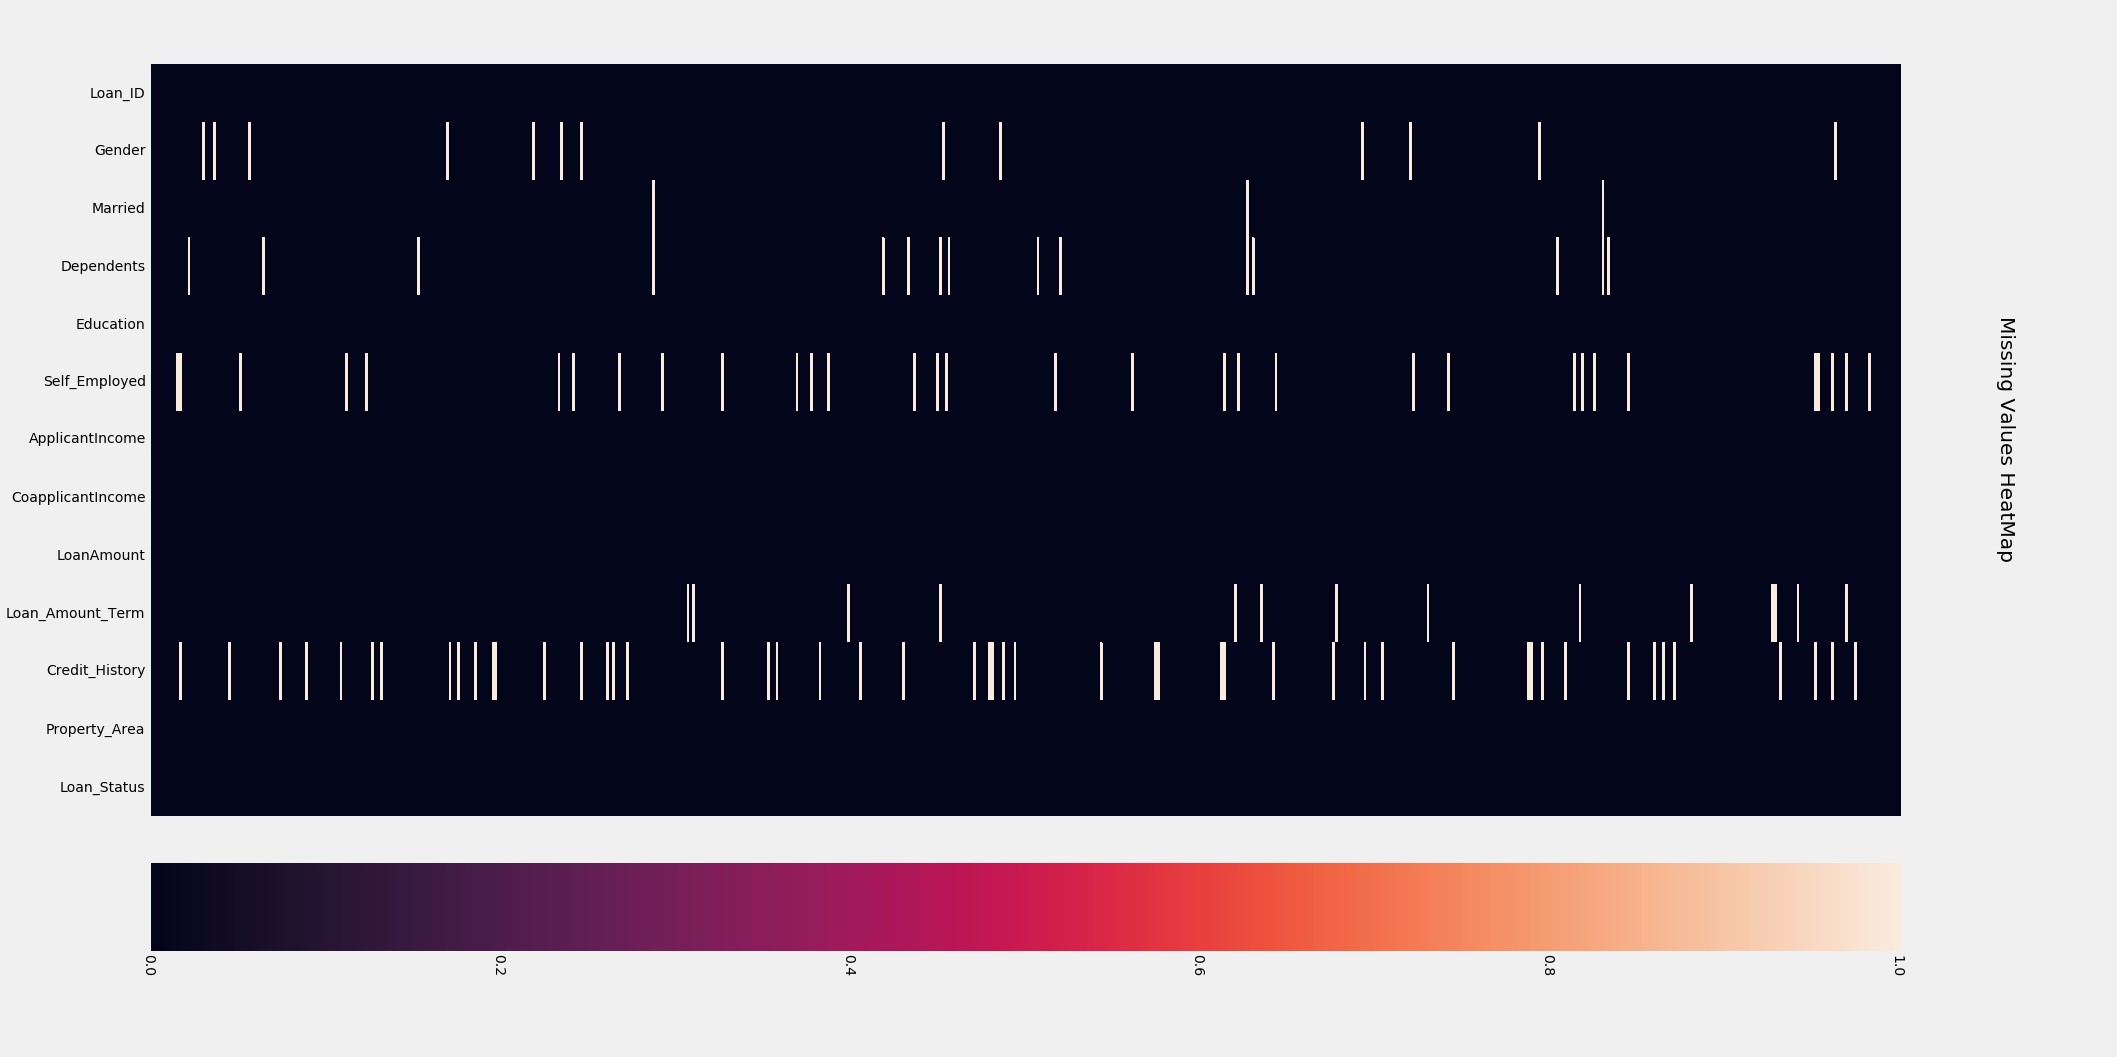 Loan_ID
Gender
Married
Dependents
Education
Self_Employed
ApplicantIncome
CoapplicantIncome
LoanAmount
Loan_Amount_Term
Credit_History
Property_Area
Loan_Status
Missing Values HeatMap
0.0
0.2
0.4
0.6
0.8
1.0